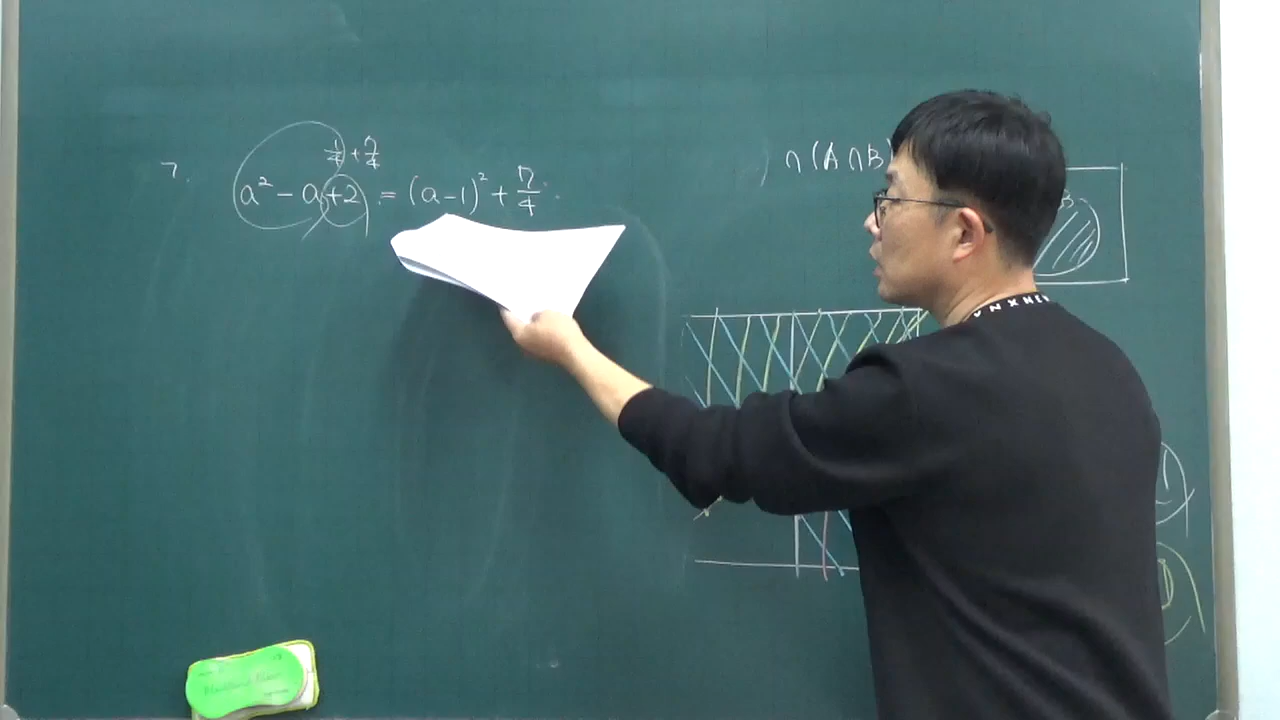 7.
1/4 + 7/4
a² - a + 2 = (a-1)² + 7/4
n(A∩B)
B